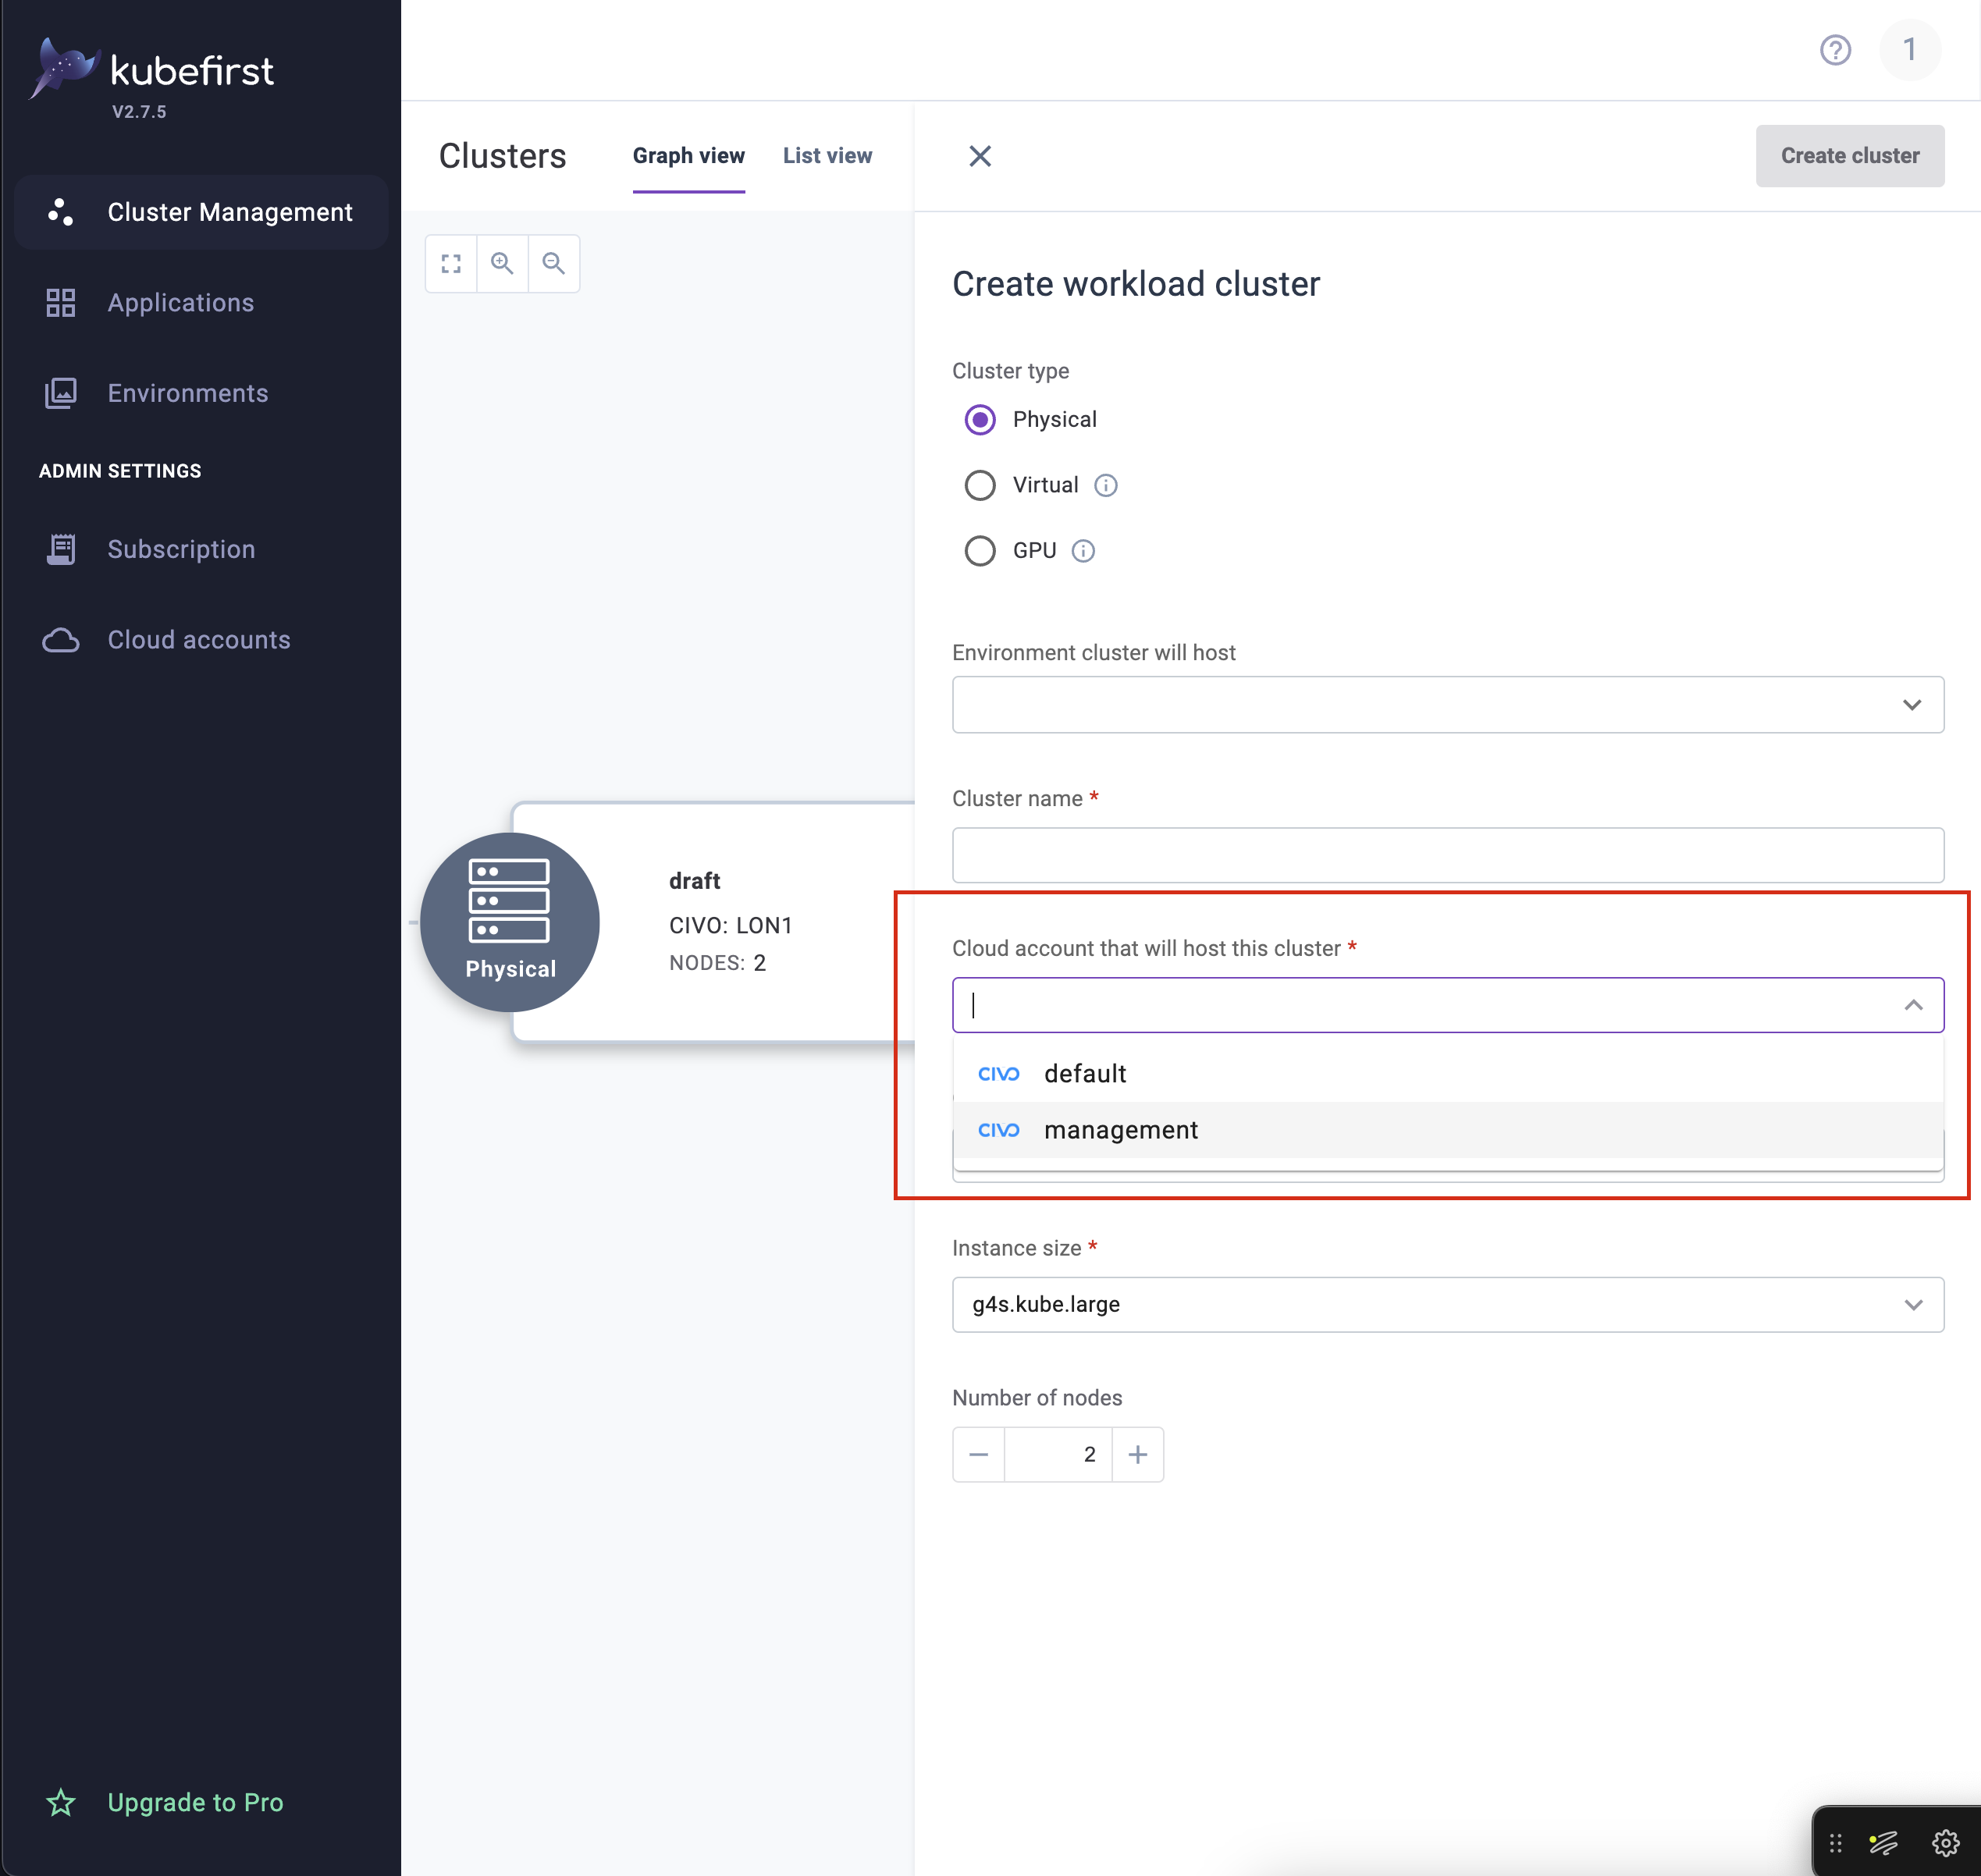 kubefirst
V2.7.5
Cluster Management
Applications
Environments
ADMIN SETTINGS
Subscription
Cloud accounts
Upgrade to Pro
1
Clusters
Graph view
List view
Create cluster
Physical
draft
CIVO: LON1
NODES: 2
Create workload cluster
Cluster type
Physical
Virtual
GPU
Environment cluster will host
Cluster name *
Cloud account that will host this cluster *
CIVO default
CIVO management
Instance size *
g4s.kube.large
Number of nodes
2